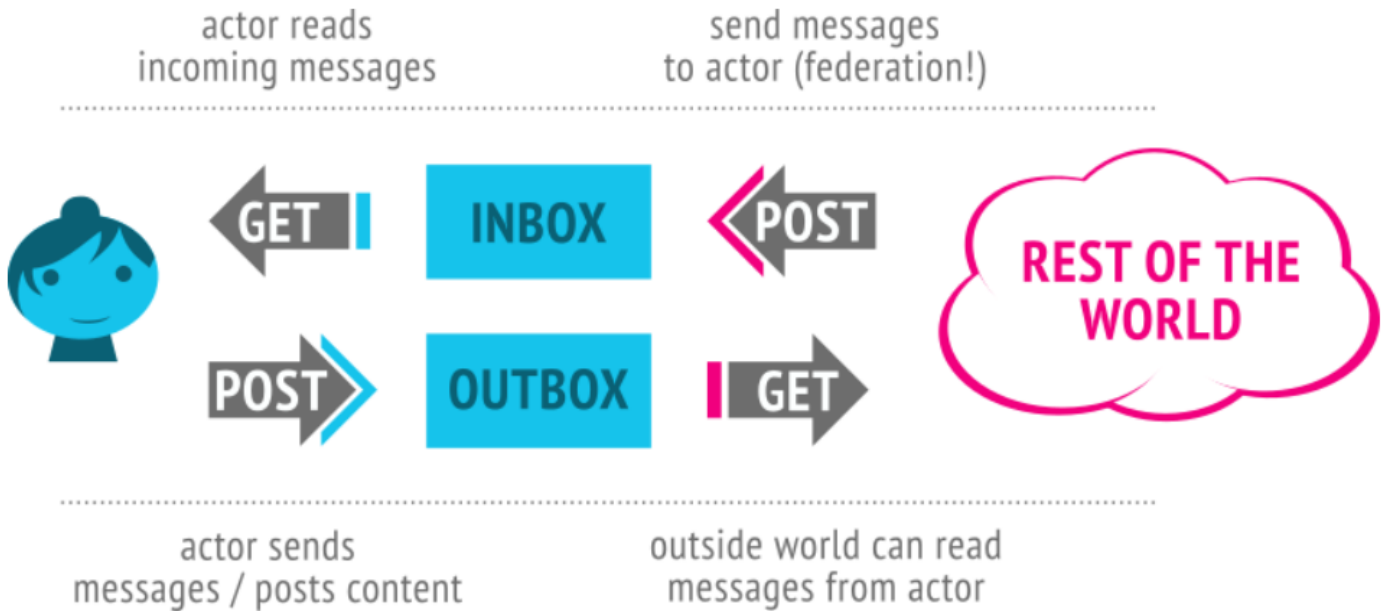 actor reads
incoming messages
send messages
to actor (federation!)
GET
INBOX
POST
REST OF THE
WORLD
POST
OUTBOX
GET
actor sends
messages / posts content
outside world can read
messages from actor